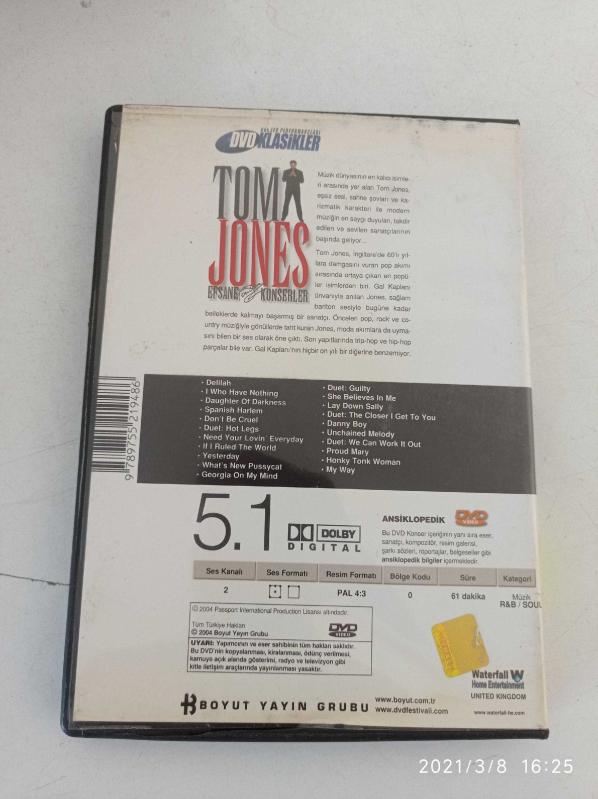 KONSER PERFORMANSLARI
DVD KLASİKLER
TOM
JONES
EFSANE KONSERLER
Müzik dünyasının en kalıcı isimle-
ri arasında yer alan Tom Jones,
eşsiz sesi, sahne şovları ve ka-
rizmatik karakteri ile modern
müziğin en saygı duyulan, takdir
edilen ve sevilen sanatçılarının
başında geliyor...
Tom Jones, İngiltere'de 60'lı yıl-
lara damgasını vuran pop akımı
sırasında ortaya çıkan en popü-
ler isimlerden biri. Gal Kaplanı
ünvanıyla anılan Jones, sağlam
bariton sesiyle bugüne kadar
belleklerde kalmayı başarmış bir sanatçı. Önceleri pop, rock ve co-
untry müziğiyle gönüllerde taht kuran Jones, moda akımlara da uyma-
sını bilen bir ses olarak öne çıktı. Son yapıtlarında trip-hop ve hip-hop
parçalar bile var. Gal Kaplanı'nın hiçbir on yılı bir diğerine benzemiyor.
· Delilah
· I Who Have Nothing
· Daughter Of Darkness
· Spanish Harlem
· Don't Be Cruel
· Duet: Hot Legs
· Need Your Lovin' Everyday
· If I Ruled The World
· Yesterday
· What's New Pussycat
· Georgia On My Mind
· Duet: Guilty
· She Believes In Me
· Lay Down Sally
· Duet: The Closer I Get To You
· Danny Boy
· Unchained Melody
· Duet: We Can Work It Out
· Proud Mary
· Honky Tonk Woman
· My Way
9 789755 219486
5.1
DOLBY
DIGITAL
ANSİKLOPEDİK DVD VIDEO
Bu DVD Konser içeriğinin yanı sıra eser,
sanatçı, kompozitör, resim galerisi,
şarkı sözleri, röportajlar, belgeseller gibi
ansiklopedik bilgiler içermektedir.
Ses Kanalı Ses Formatı Resim Formatı Bölge Kodu Süre Kategori
2 PAL 4:3 0 61 dakika Müzik
R&B / SOUL
© 2004 Passport International Production Lisansı altındadır.
Tüm Türkiye Hakları
© 2004 Boyut Yayın Grubu
DVD VIDEO
UYARI: Yapımcının ve eser sahibinin tüm hakları saklıdır.
Bu DVD'nin kopyalanması, kiralanması, ödünç verilmesi,
kamuya açık alanda gösterimi, radyo ve televizyon gibi
kitle iletişim araçlarında yayınlanması yasaktır.
Waterfall
Home Entertainment
UNITED KINGDOM
www.waterfall-he.com
BOYUT YAYIN GRUBU
www.boyut.com.tr
www.dvdfestivali.com
2021/3/8 16:25